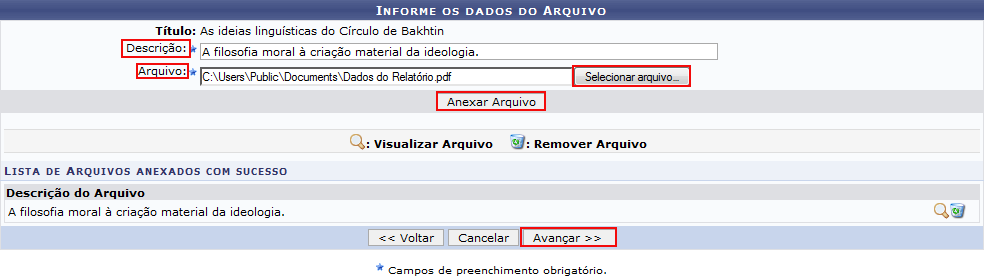 INFORME OS DADOS DO ARQUIVO
Título: As ideias linguísticas do Círculo de Bakhtin
Descrição: A filosofia moral à criação material da ideologia.
Arquivo: C:\Users\Public\Documents\Dados do Relatório.pdf Selecionar arquivo...
Anexar Arquivo
: Visualizar Arquivo : Remover Arquivo
LISTA DE ARQUIVOS ANEXADOS COM SUCESSO
Descrição do Arquivo
A filosofia moral à criação material da ideologia.
<< Voltar Cancelar Avançar >>
Campos de preenchimento obrigatório.